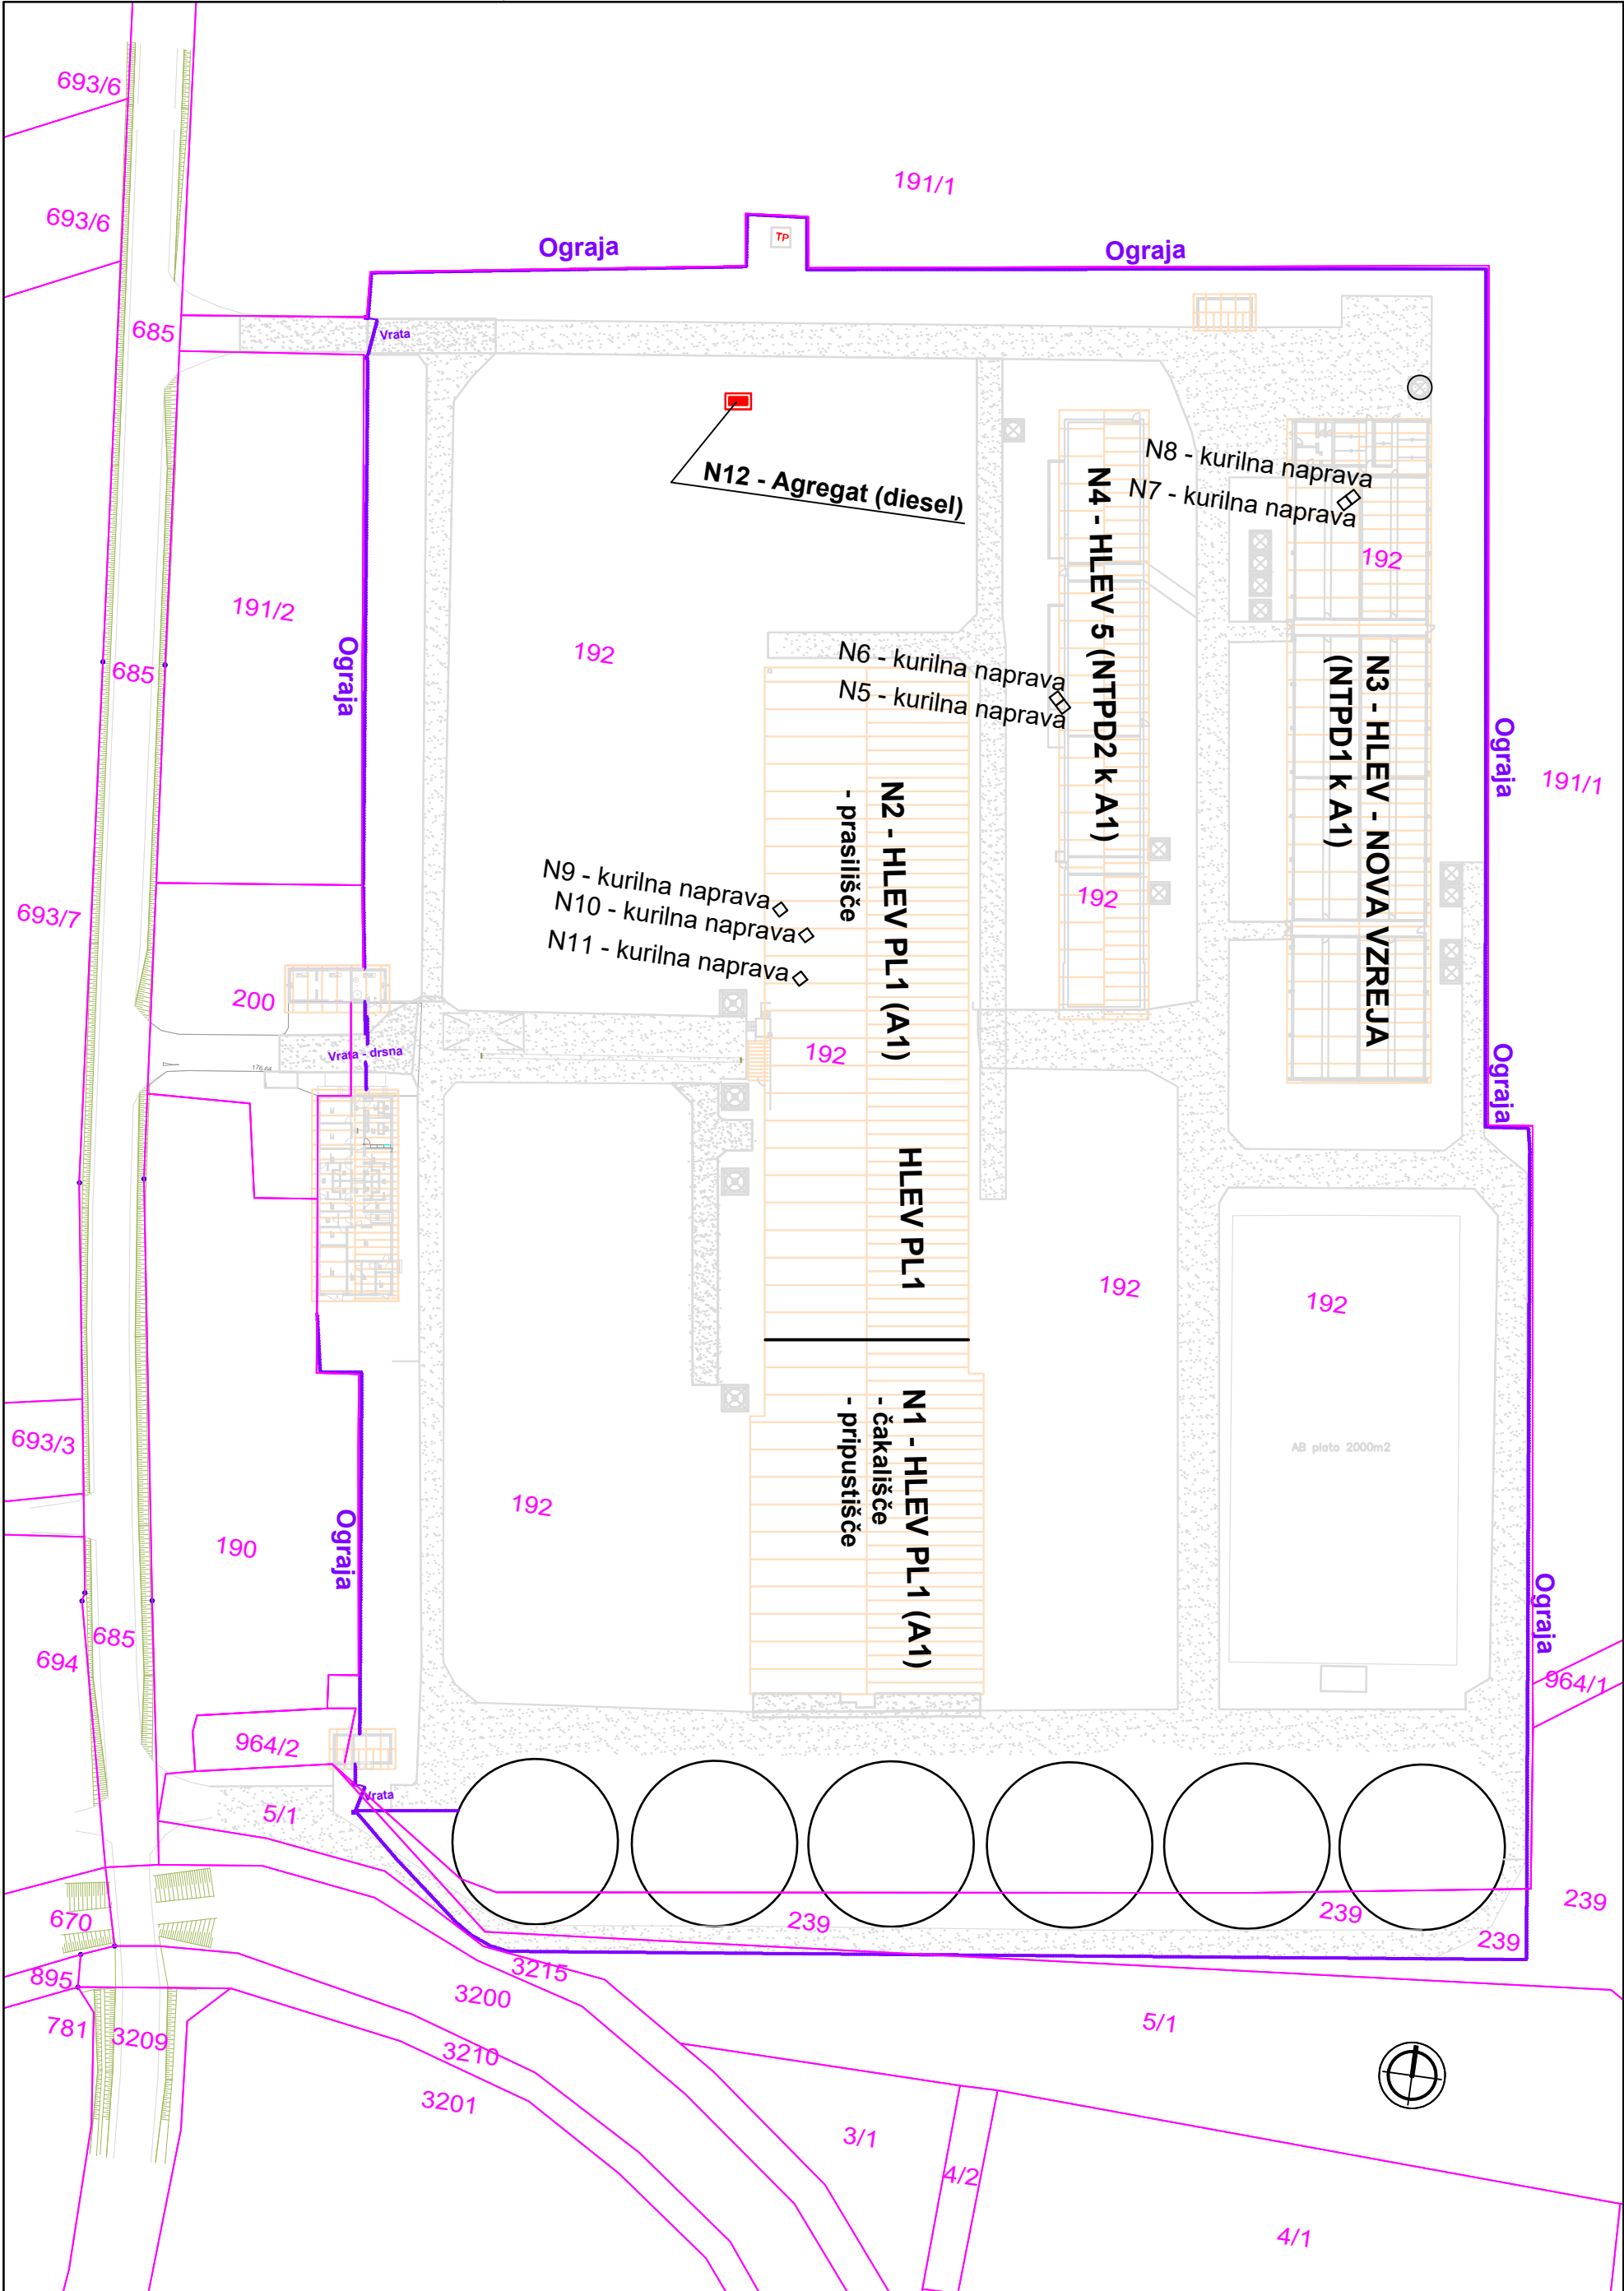 693/6
191/1
693/6
TP
Ograja
Ograja
685
Vrata
N12 - Agregat (diesel)
N8 - kurilna naprava
N7 - kurilna naprava
192
191/2
192
Ograja
685
N6 - kurilna naprava
N5 - kurilna naprava
N4 - HLEV 5 (NTPD2 k A1)
N3 - HLEV - NOVA VZREJA
(NTPD1 k A1)
Ograja
191/1
N2 - HLEV PL1 (A1)
- prasilišče
192
693/7
N9 - kurilna naprava
N10 - kurilna naprava
N11 - kurilna naprava
200
Vrata - drsna
176.64
192
Ograja
HLEV PL1
192
192
693/3
AB plato 2000m2
N1 - HLEV PL1 (A1)
- čakališče
- pripustišče
192
190
Ograja
Ograja
685
694
964/1
964/2
Vrata
5/1
239
239
239
670
239
895
3215
3200
781
3209
5/1
3210
3201
3/1
4/2
4/1